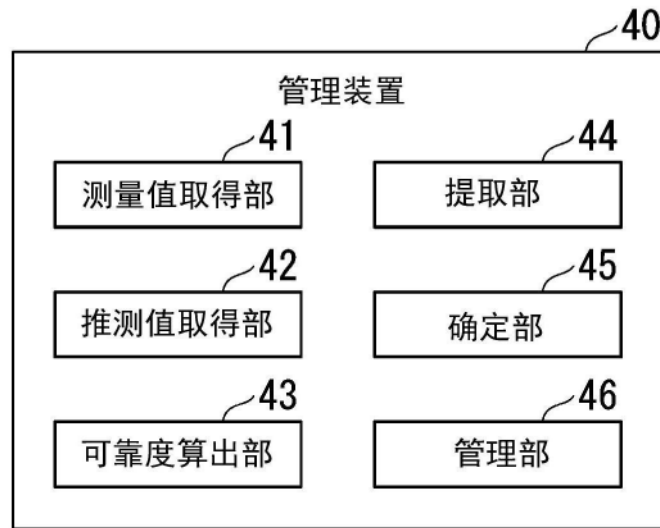 40
管理装置
41
测量值取得部
44
提取部
42
推测值取得部
45
确定部
43
可靠度算出部
46
管理部